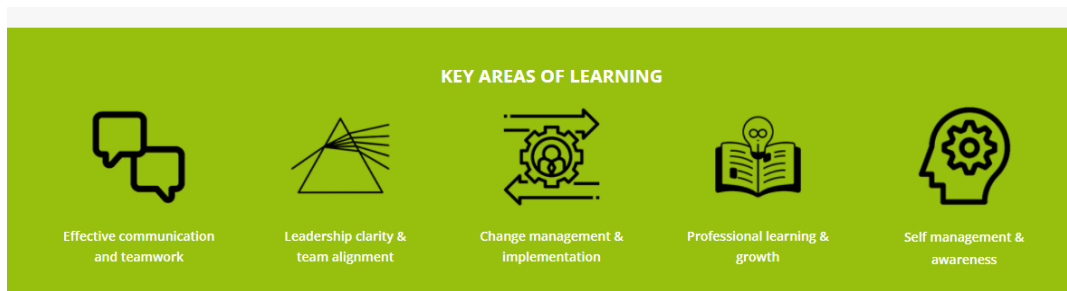 KEY AREAS OF LEARNING
Effective communication
and teamwork
Leadership clarity &
team alignment
Change management &
implementation
Professional learning &
growth
Self management &
awareness